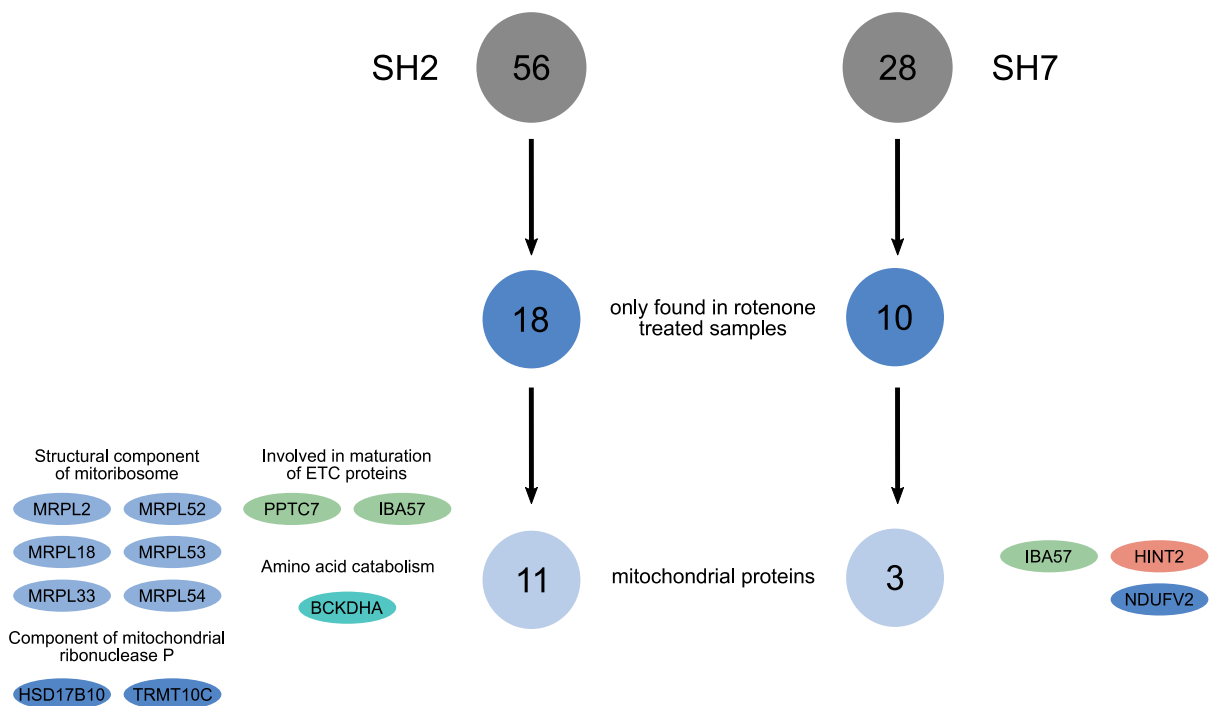 SH2
56
28
SH7
18
only found in rotenone
treated samples
10
Structural component
of mitoribosome
MRPL2
MRPL52
MRPL18
MRPL53
MRPL33
MRPL54
Component of mitochondrial
ribonuclease P
HSD17B10
TRMT10C
Involved in maturation
of ETC proteins
PPTC7
IBA57
Amino acid catabolism
BCKDHA
11
mitochondrial proteins
3
IBA57
HINT2
NDUFV2